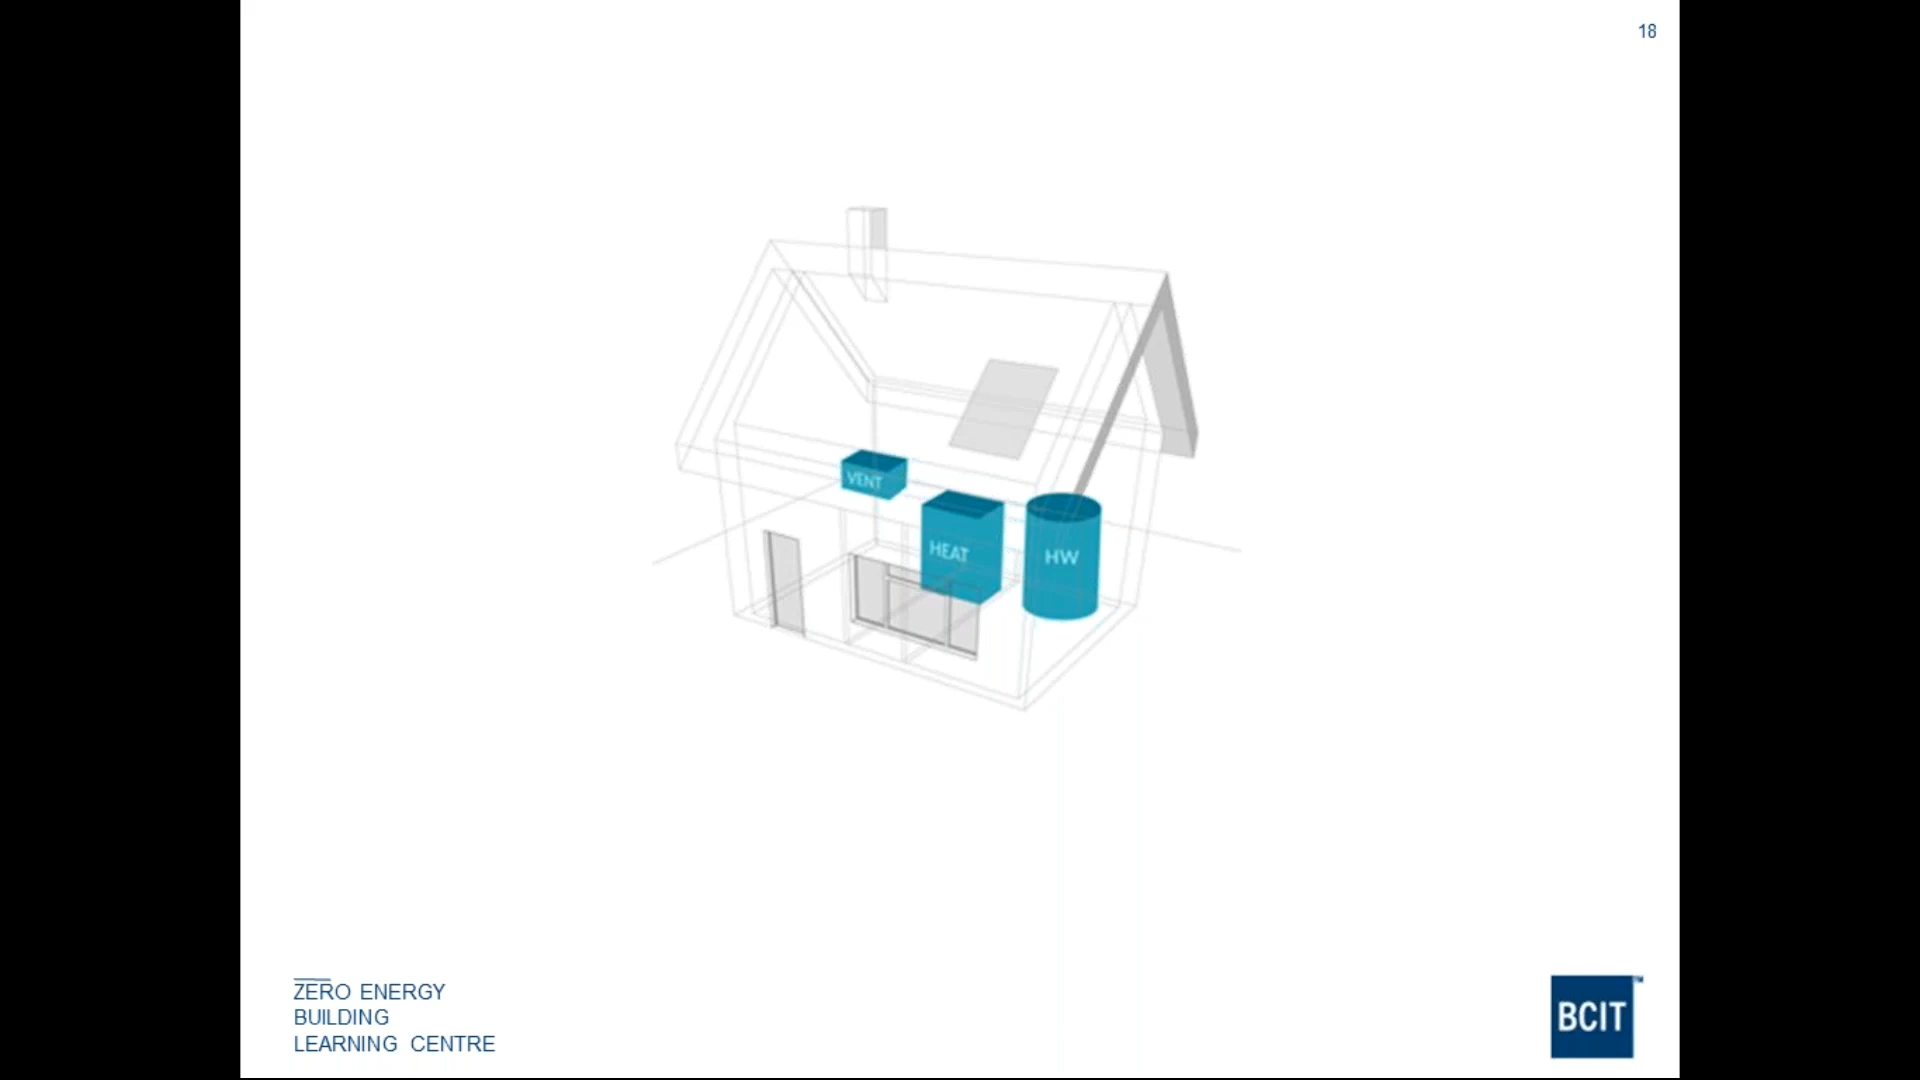 18
VENT
HEAT
HW
ZERO ENERGY
BUILDING
LEARNING CENTRE
BCIT